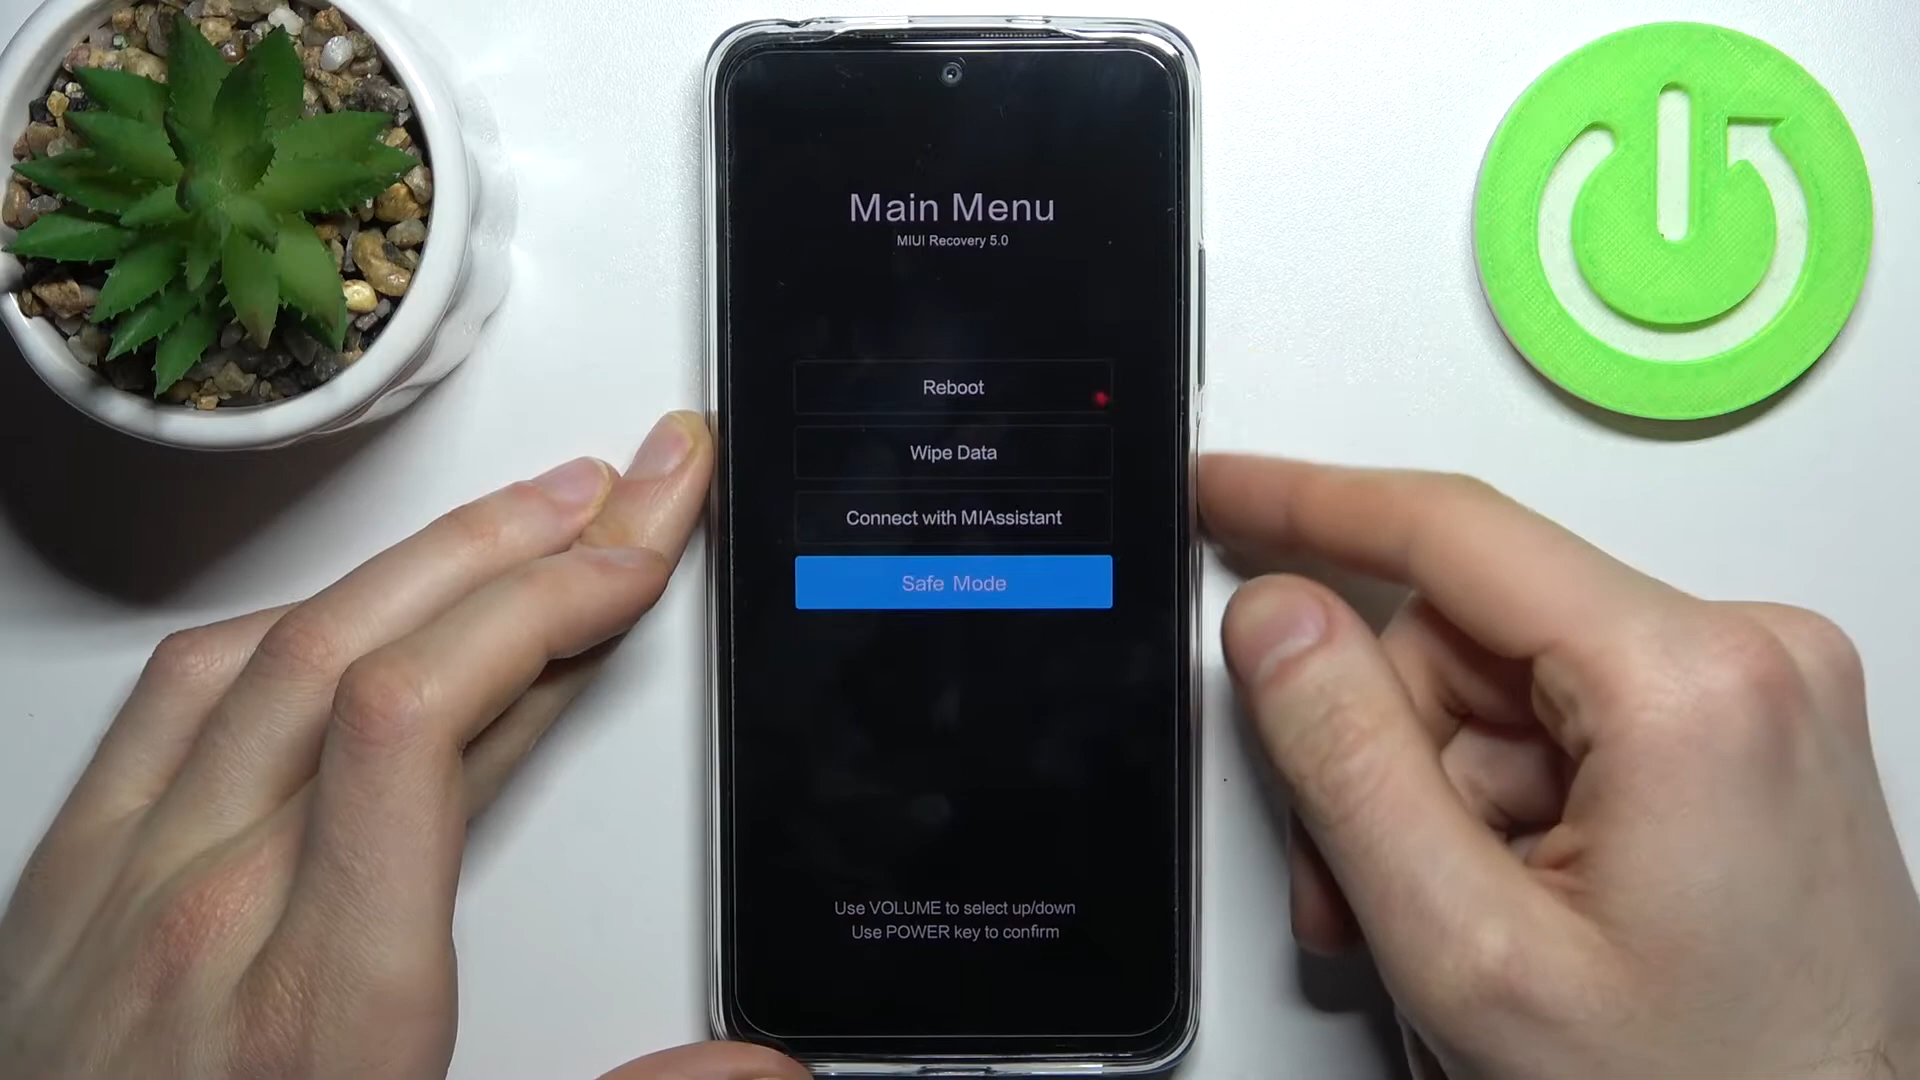 Main Menu
MIUI Recovery 5.0
Reboot
Wipe Data
Connect with MIAssistant
Safe Mode
Use VOLUME to select up/down
Use POWER key to confirm